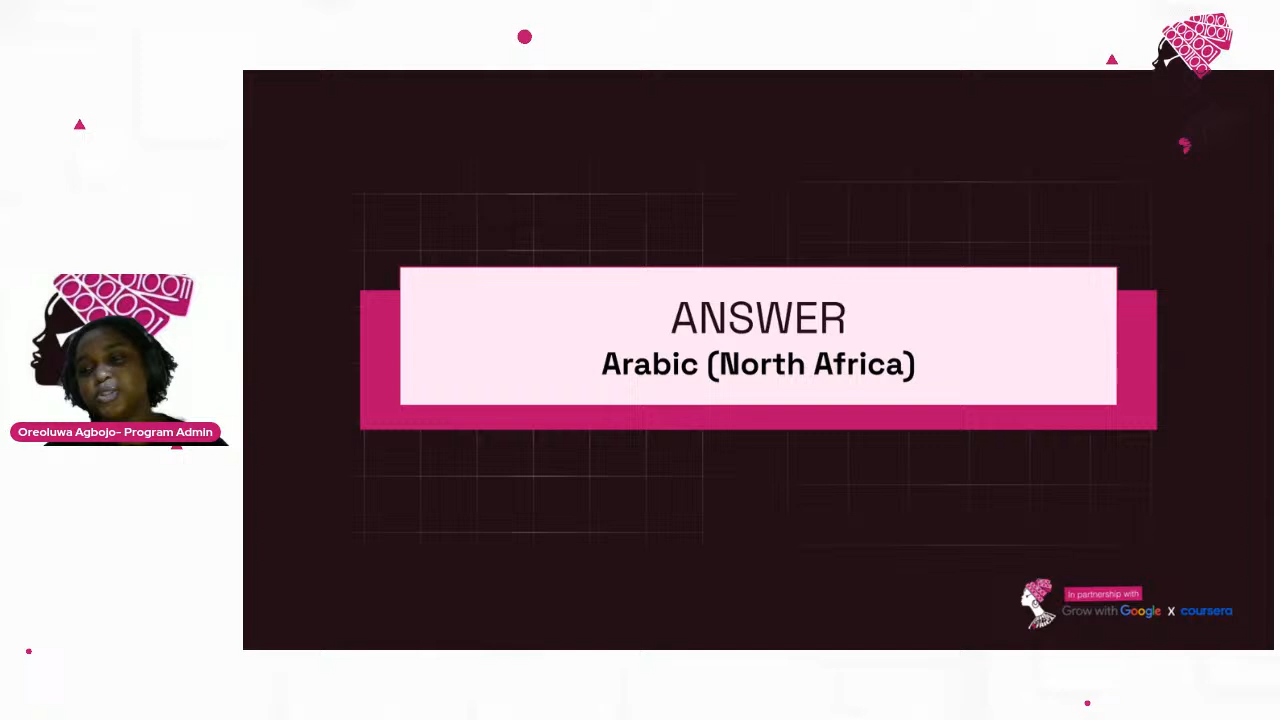 ANSWER
Arabic (North Africa)
Oreoluwa Agbojo- Program Admin
In partnership with
Grow with Google X coursera